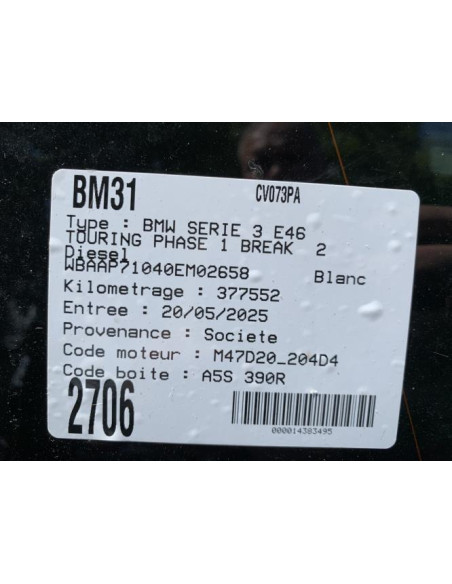 BM31 CV073PA
Type : BMW SERIE 3 E46
TOURING PHASE 1 BREAK 2
Diesel
WBAAP71040EM02658 Blanc
Kilometrage : 377552
Entree : 20/05/2025
Provenance : Societe
Code moteur : M47D20_204D4
Code boite : A5S 390R
2706
000014383495